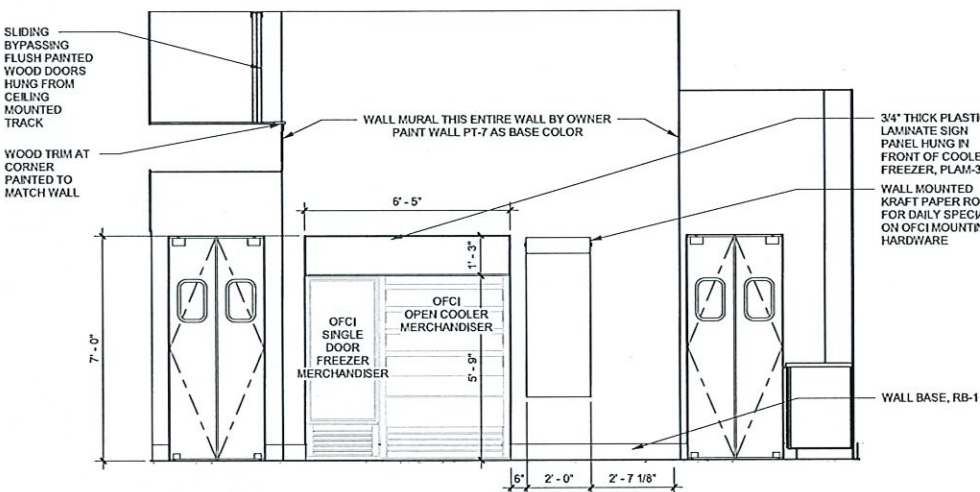 SLIDING
BYPASSING
FLUSH PAINTED
WOOD DOORS
HUNG FROM
CEILING
MOUNTED
TRACK
WOOD TRIM AT
CORNER
PAINTED TO
MATCH WALL
WALL MURAL THIS ENTIRE WALL BY OWNER
PAINT WALL PT-7 AS BASE COLOR
3/4" THICK PLASTI
LAMINATE SIGN
PANEL HUNG IN
FRONT OF COOLE
FREEZER, PLAM-3
WALL MOUNTED
KRAFT PAPER RO
FOR DAILY SPECI
ON OFCI MOUNTIN
HARDWARE
6' - 5"
1' - 3"
7' - 0"
OFCI
SINGLE
DOOR
FREEZER
MERCHANDISER
OFCI
OPEN COOLER
MERCHANDISER
5' - 9"
WALL BASE, RB-1
6"
2' - 0"
2' - 7 1/8"